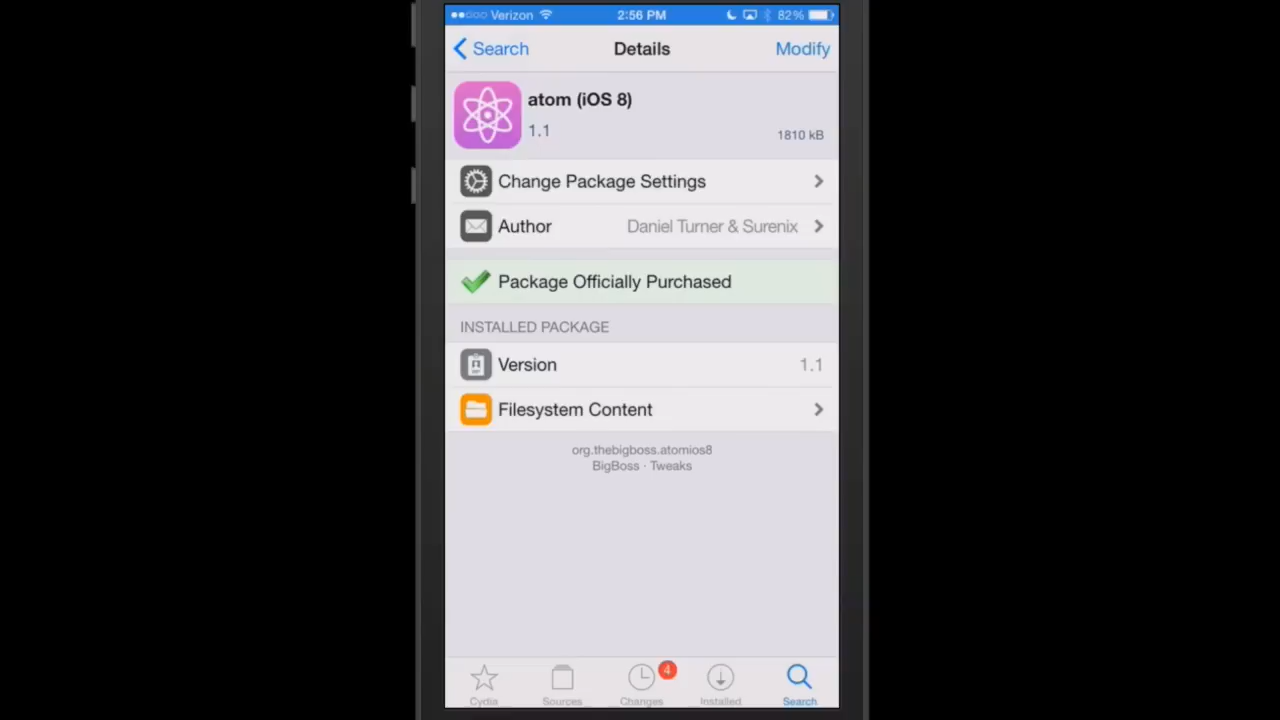 Verizon 2:56 PM 82%
Search Details Modify
atom (iOS 8)
1.1 1810 kB
Change Package Settings
Author Daniel Turner & Surenix
Package Officially Purchased
INSTALLED PACKAGE
Version 1.1
Filesystem Content
org.thebigboss.atomios8
BigBoss · Tweaks
4
Cydia Sources Changes Installed Search